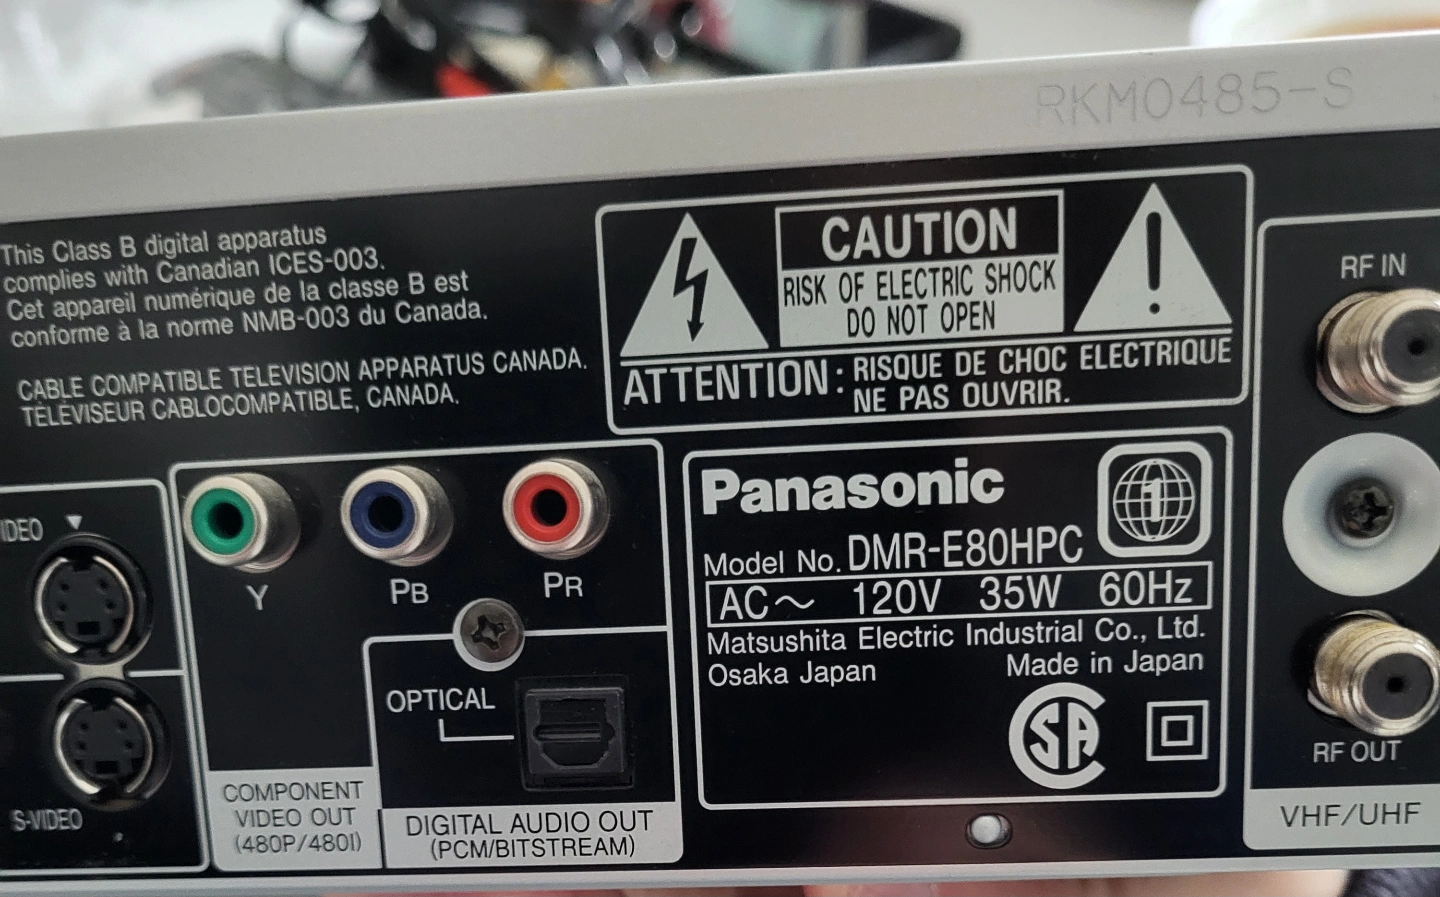 RKM0485-S
This Class B digital apparatus
complies with Canadian ICES-003.
Cet appareil numérique de la classe B est
conforme à la norme NMB-003 du Canada.
CABLE COMPATIBLE TELEVISION APPARATUS CANADA.
TÉLÉVISEUR CABLOCOMPATIBLE, CANADA.
CAUTION
RISK OF ELECTRIC SHOCK
DO NOT OPEN
ATTENTION: RISQUE DE CHOC ELECTRIQUE
NE PAS OUVRIR.
RF IN
Y
PB
PR
OPTICAL
S-VIDEO
COMPONENT
VIDEO OUT
(480P/480I)
DIGITAL AUDIO OUT
(PCM/BITSTREAM)
Panasonic
1
Model No. DMR-E80HPC
AC~ 120V 35W 60Hz
Matsushita Electric Industrial Co., Ltd.
Osaka Japan Made in Japan
CSA
RF OUT
VHF/UHF